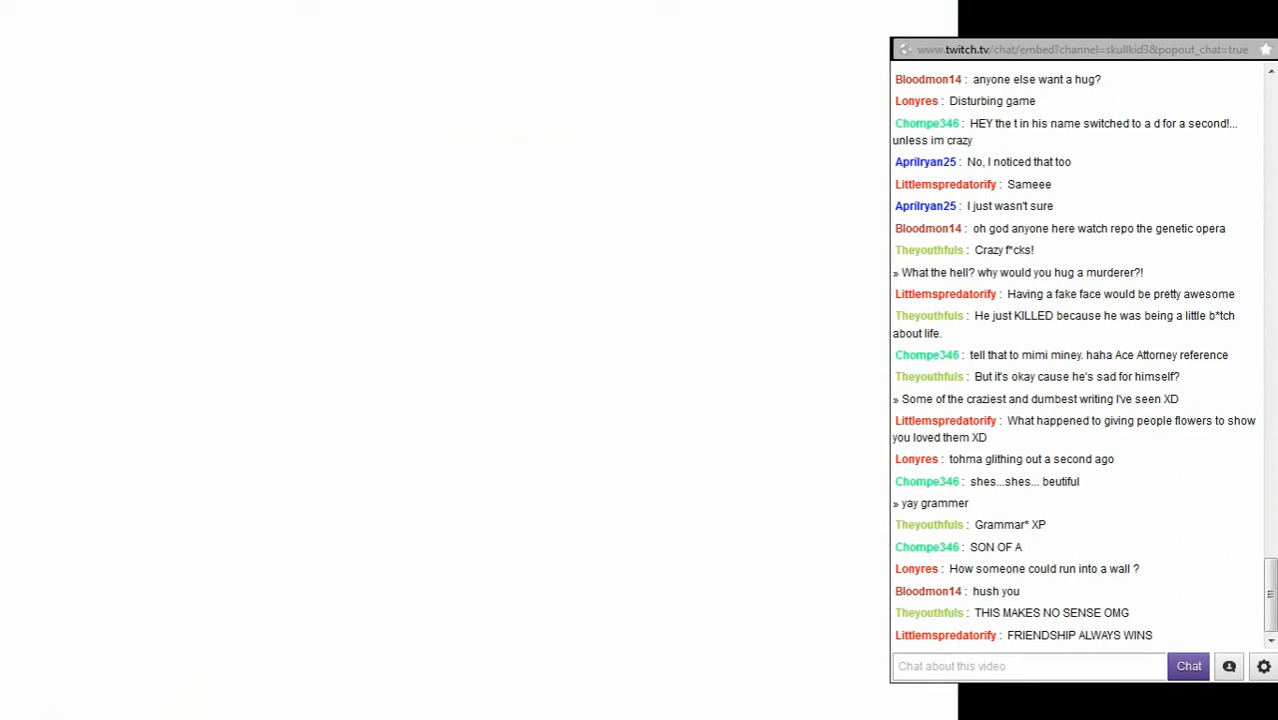 www.twitch.tv/chat/embed?channel=skullkid3&popout_chat=true
Bloodmon14 : anyone else want a hug?
Lonyres : Disturbing game
Chompe346 : HEY the t in his name switched to a d for a second!...
unless im crazy
Aprilryan25 : No, I noticed that too
Littlemspredatorify : Sameee
Aprilryan25 : I just wasn't sure
Bloodmon14 : oh god anyone here watch repo the genetic opera
Theyouthfuls : Crazy f*cks!
» What the hell? why would you hug a murderer?!
Littlemspredatorify : Having a fake face would be pretty awesome
Theyouthfuls : He just KILLED because he was being a little b*tch
about life.
Chompe346 : tell that to mimi miney. haha Ace Attorney reference
Theyouthfuls : But it's okay cause he's sad for himself?
» Some of the craziest and dumbest writing I've seen XD
Littlemspredatorify : What happened to giving people flowers to show
you loved them XD
Lonyres : tohma glithing out a second ago
Chompe346 : shes...shes... beutiful
» yay grammer
Theyouthfuls : Grammar* XP
Chompe346 : SON OF A
Lonyres : How someone could run into a wall ?
Bloodmon14 : hush you
Theyouthfuls : THIS MAKES NO SENSE OMG
Littlemspredatorify : FRIENDSHIP ALWAYS WINS
Chat about this video
Chat